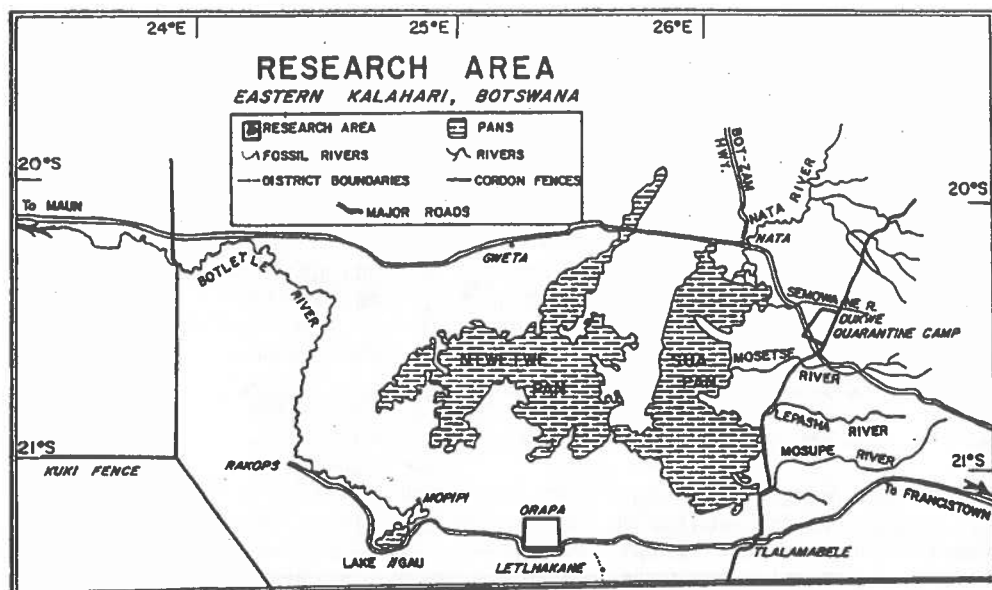 24°E 25°E 26°E
RESEARCH AREA
EASTERN KALAHARI, BOTSWANA
RESEARCH AREA PANS
FOSSIL RIVERS RIVERS
DISTRICT BOUNDARIES CORDON FENCES
MAJOR ROADS
BOT-ZAM
HWY.
NATA RIVER
20°S 20°S
To MAUN
NATA
GWETA
BOTLETLE
RIVER
SEMOWANE R.
DUKWE
QUARANTINE CAMP
NTWETWE
PAN
SUA
PAN
MOSETSE
RIVER
LEPASHA
RIVER
MOSUPE RIVER
21°S 21°S
KUKI FENCE
RAKOPS
MOPIPI
ORAPA
To FRANCISTOWN
LAKE
LETLHAKANE
TLALAMABELE